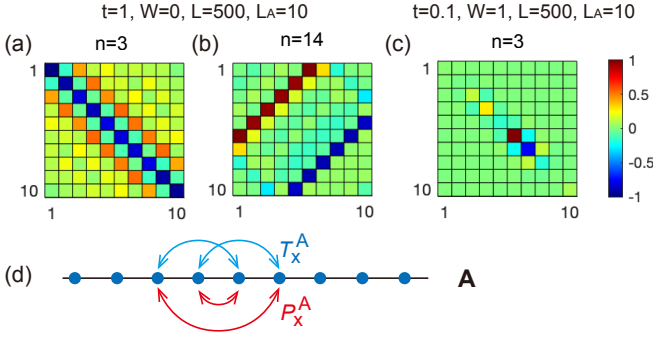 t=1, W=0, L=500, LA=10
t=0.1, W=1, L=500, LA=10
(a) n=3
(b) n=14
(c) n=3
1
10
1 10
1
10
1 10
1
10
1 10
1
0.5
0
-0.5
-1
(d)
TxA
A
PxA